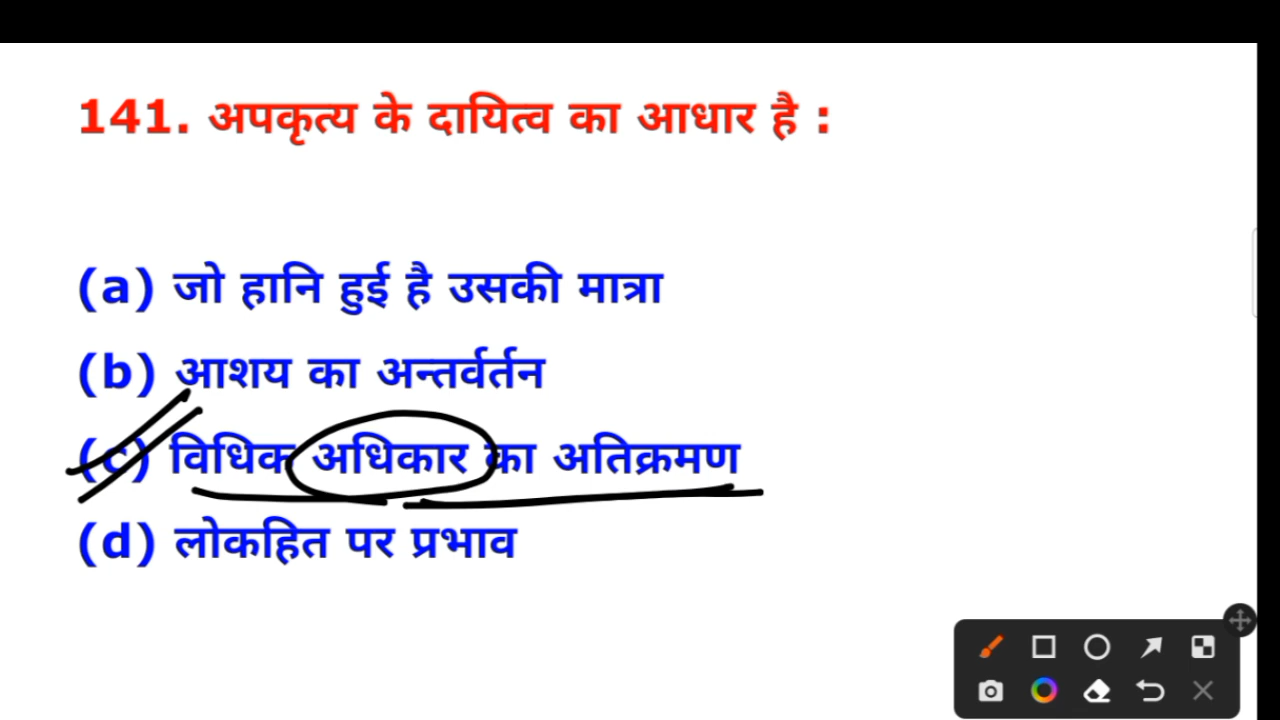 141. अपकृत्य के दायित्व का आधार है :
(a) जो हानि हुई है उसकी मात्रा
(b) आशय का अन्तर्वर्तन
(c) विधिक अधिकार का अतिक्रमण
(d) लोकहित पर प्रभाव